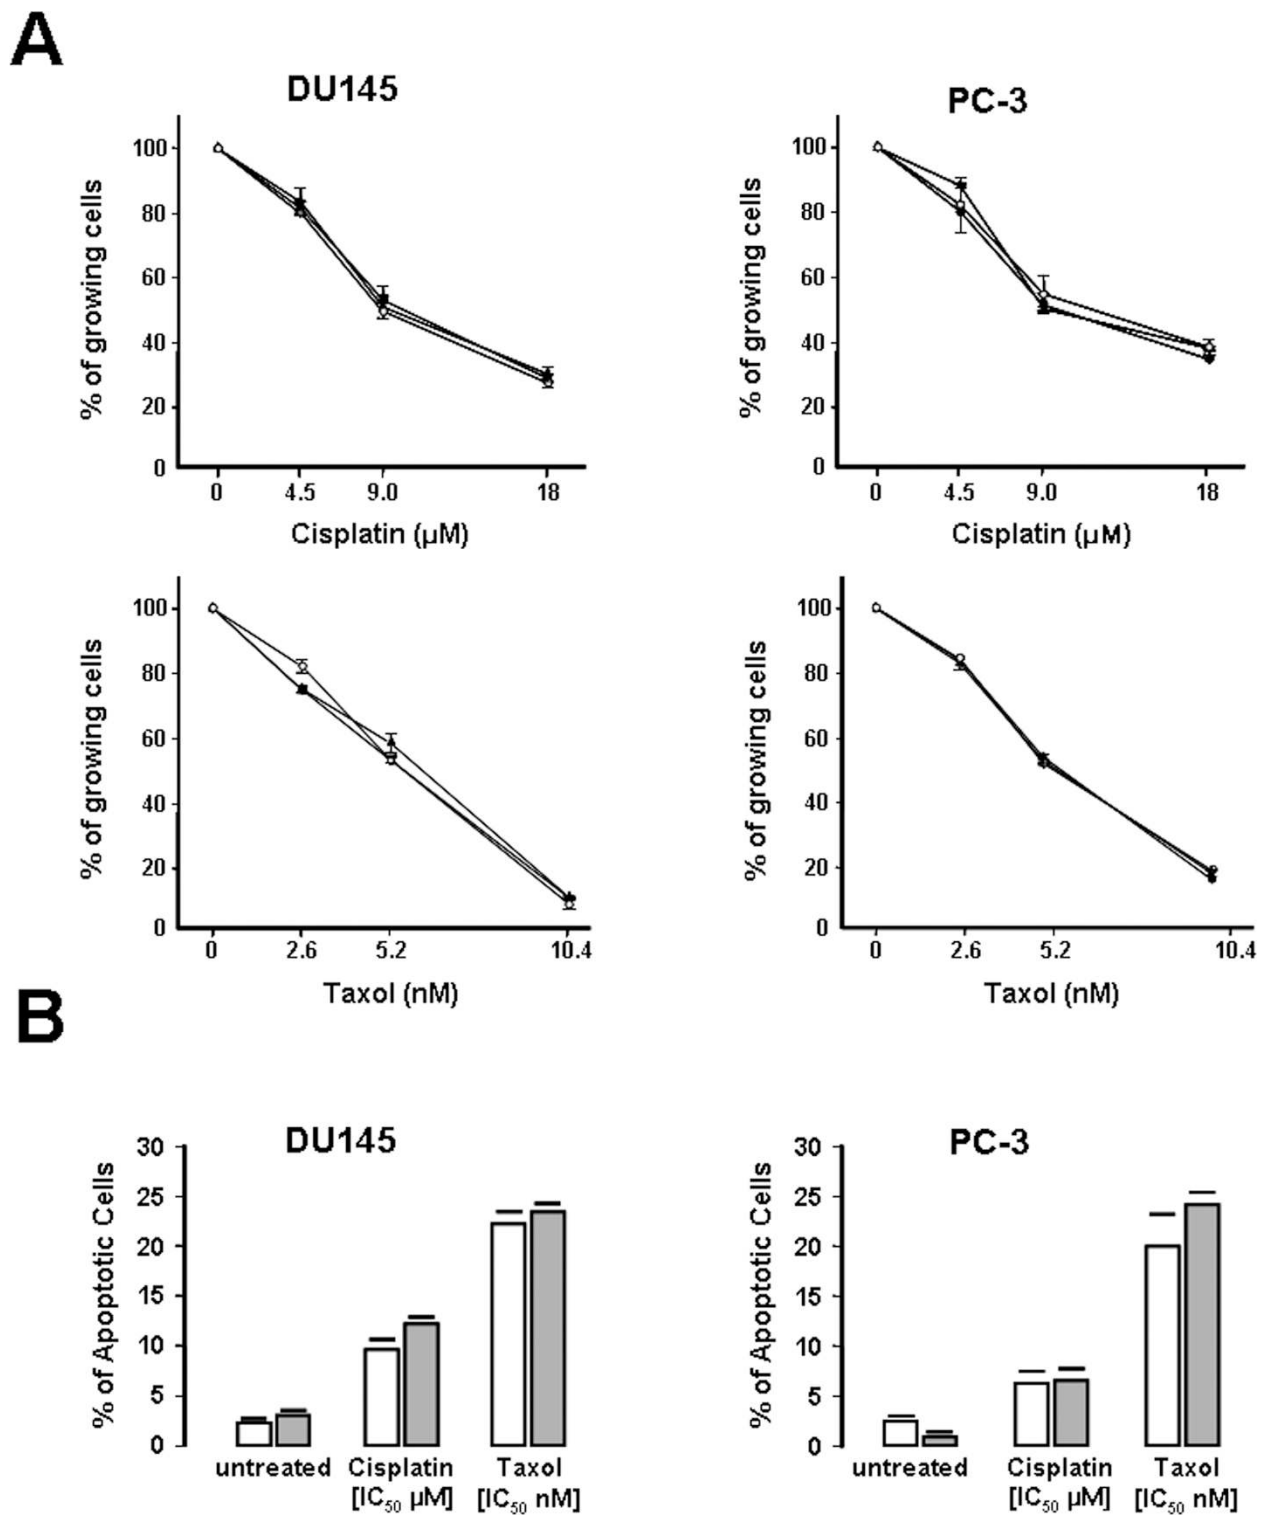 A
DU145
PC-3
% of growing cells
100
80
60
40
20
0
0 4.5 9.0 18
Cisplatin (µM)
% of growing cells
100
80
60
40
20
0
0 4.5 9.0 18
Cisplatin (µM)
% of growing cells
100
80
60
40
20
0
0 2.6 5.2 10.4
Taxol (nM)
% of growing cells
100
80
60
40
20
0
0 2.6 5.2 10.4
Taxol (nM)
B
DU145
% of Apoptotic Cells
30
25
20
15
10
5
0
untreated Cisplatin Taxol
[IC50 µM] [IC50 nM]
PC-3
% of Apoptotic Cells
30
25
20
15
10
5
0
untreated Cisplatin Taxol
[IC50 µM] [IC50 nM]